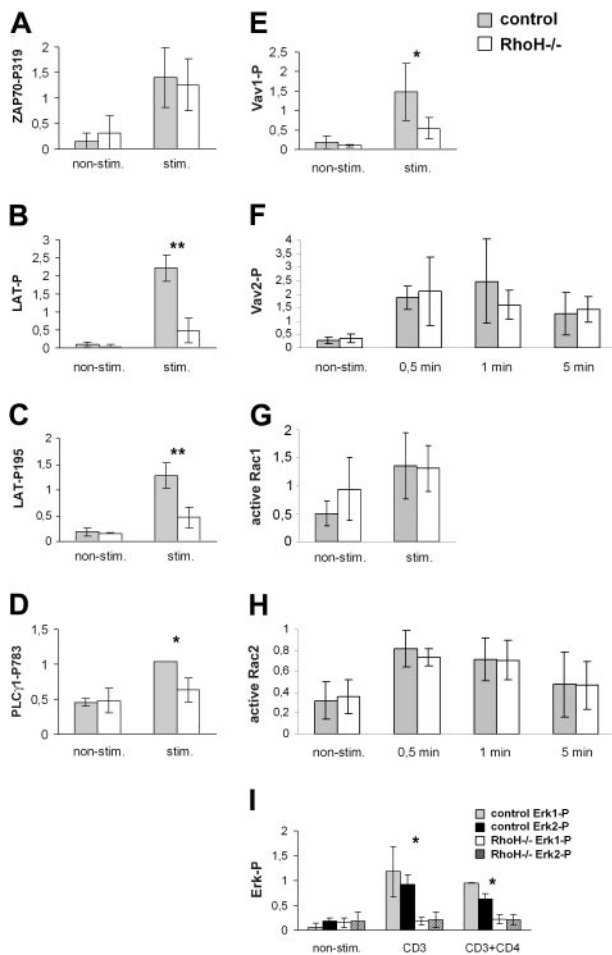 A
ZAP70-P319
2
1,5
1
0,5
0
non-stim. stim.
B
LAT-P
3
2,5
2
1,5
1
0,5
0
**
non-stim. stim.
C
LAT-P195
2
1,5
1
0,5
0
**
non-stim. stim.
D
PLCγ1-P783
1,5
1
0,5
0
*
non-stim. stim.
control
RhoH-/-
E
Vav1-P
2,5
2
1,5
1
0,5
0
*
non-stim. stim.
F
Vav2-P
4
3,5
3
2,5
2
1,5
1
0,5
0
non-stim. 0,5 min 1 min 5 min
G
active Rac1
2
1,5
1
0,5
0
non-stim. stim.
H
active Rac2
1
0,8
0,6
0,4
0,2
0
non-stim. 0,5 min 1 min 5 min
I
control Erk1-P
control Erk2-P
RhoH-/- Erk1-P
RhoH-/- Erk2-P
Erk-P
2
1,5
1
0,5
0
*
*
non-stim. CD3 CD3+CD4